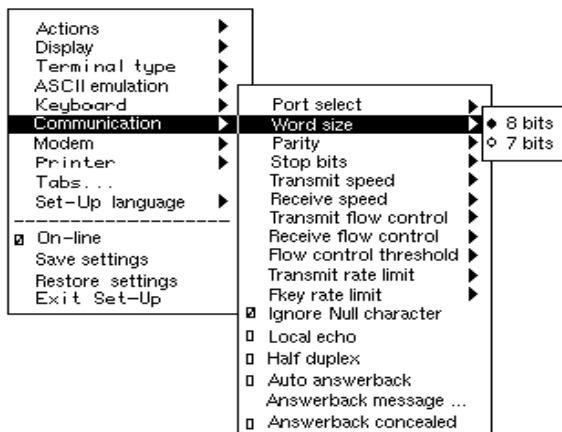 Actions
Display
Terminal type
ASCII emulation
Keyboard
Communication
Modem
Printer
Tabs...
Set-Up language
On-line
Save settings
Restore settings
Exit Set-Up
Port select
Word size
Parity
Stop bits
Transmit speed
Receive speed
Transmit flow control
Receive flow control
Flow control threshold
Transmit rate limit
Fkey rate limit
Ignore Null character
Local echo
Half duplex
Auto answerback
Answerback message ...
Answerback concealed
8 bits
7 bits